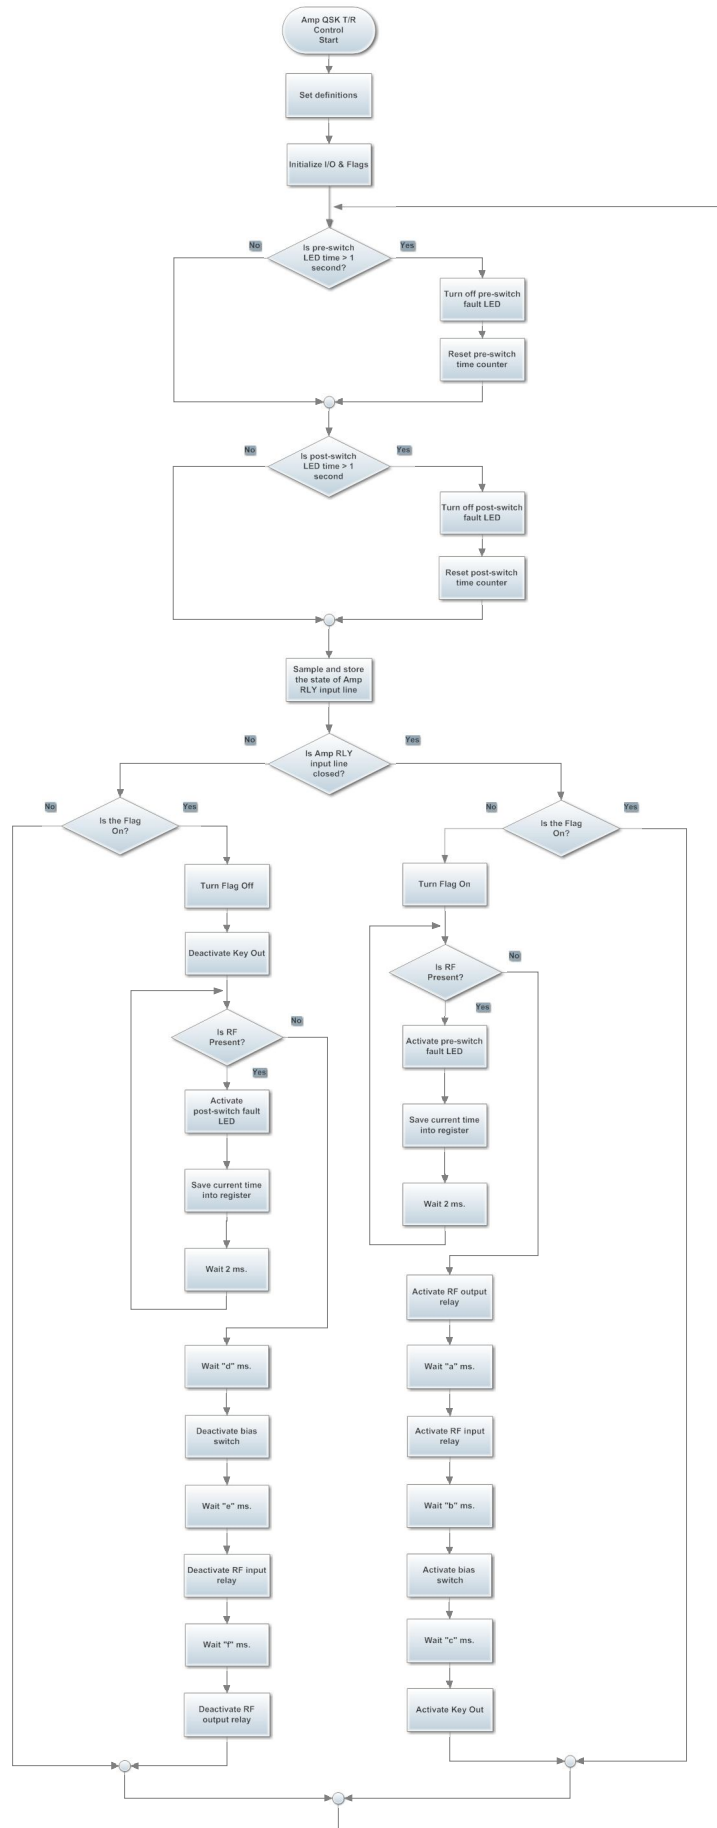 Amp QSK T/R
Control
Start
Set definitions
Initialize I/O & Flags
No
Is pre-switch
LED time > 1
second?
Yes
Turn off pre-switch
fault LED
Reset pre-switch
time counter
No
Is post-switch
LED time > 1
second
Yes
Turn off post-switch
fault LED
Reset post-switch
time counter
Sample and store
the state of Amp
RLY input line
No
Is Amp RLY
input line
closed?
Yes
No
Is the Flag
On?
Yes
Turn Flag Off
Deactivate Key Out
Is RF
Present?
No
Yes
Activate
post-switch fault
LED
Save current time
into register
Wait 2 ms.
Wait "d" ms.
Deactivate bias
switch
Wait "e" ms.
Deactivate RF input
relay
Wait "f" ms.
Deactivate RF
output relay
No
Is the Flag
On?
Yes
Turn Flag On
Is RF
Present?
No
Yes
Activate pre-switch
fault LED
Save current time
into register
Wait 2 ms.
Activate RF output
relay
Wait "a" ms.
Activate RF input
relay
Wait "b" ms.
Activate bias
switch
Wait "c" ms.
Activate Key Out